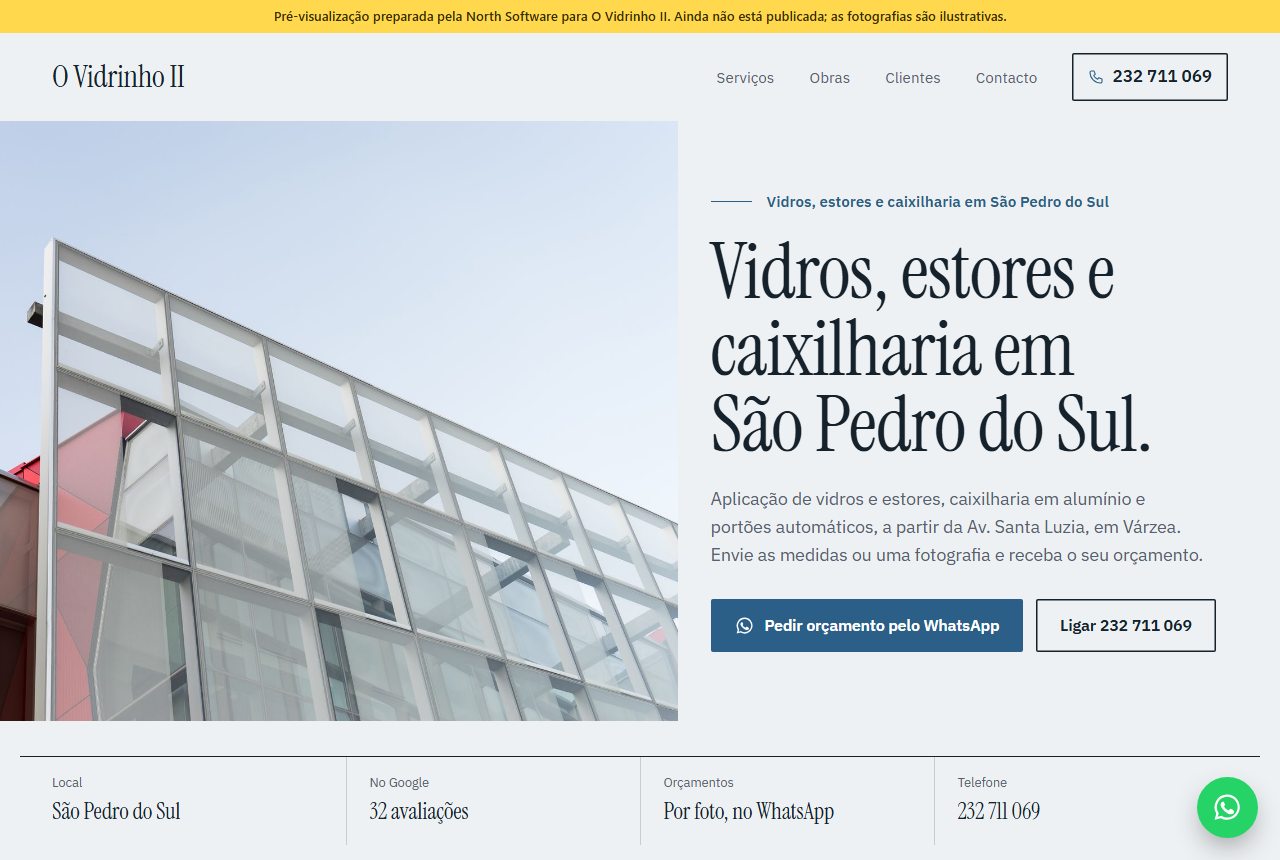 Pré-visualização preparada pela North Software para O Vidrinho II. Ainda não está publicada; as fotografias são ilustrativas.
O Vidrinho II
Serviços
Obras
Clientes
Contacto
232 711 069
Vidros, estores e caixilharia em São Pedro do Sul
Vidros, estores e
caixilharia em
São Pedro do Sul.
Aplicação de vidros e estores, caixilharia em alumínio e
portões automáticos, a partir da Av. Santa Luzia, em Várzea.
Envie as medidas ou uma fotografia e receba o seu orçamento.
Pedir orçamento pelo WhatsApp
Ligar 232 711 069
Local
São Pedro do Sul
No Google
32 avaliações
Orçamentos
Por foto, no WhatsApp
Telefone
232 711 069